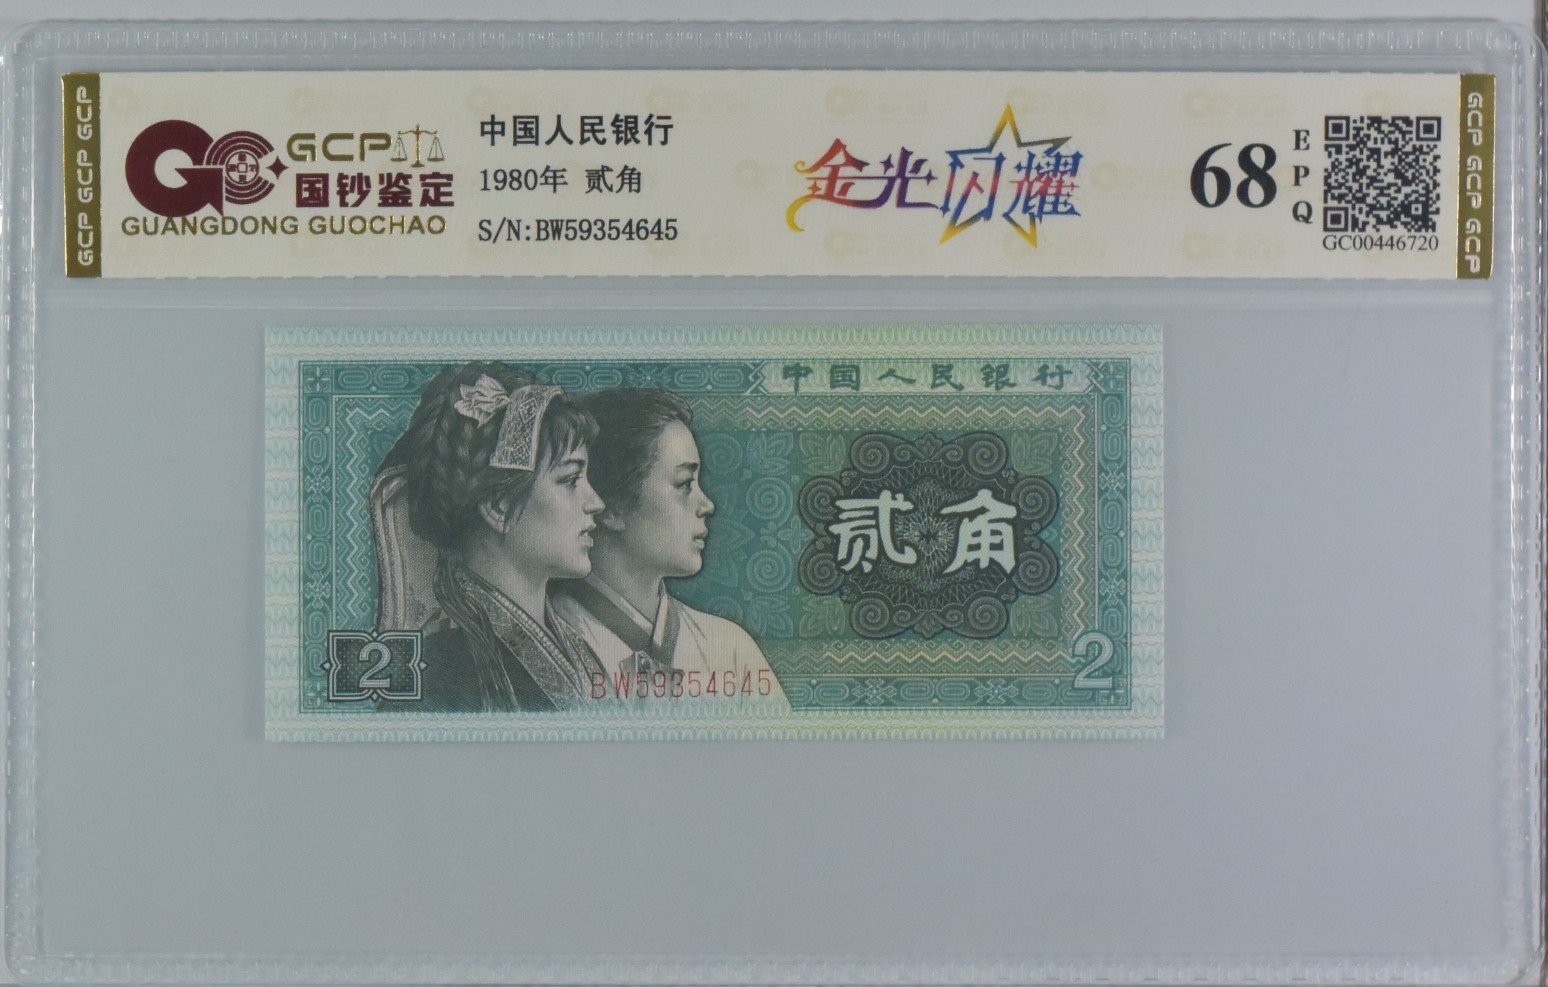 GCP GCP GCP
GCP
国钞鉴定
GUANGDONG GUOCHAO
中国人民银行
1980年 贰角
S/N:BW59354645
金光闪耀
68
EPQ
GC00446720
GCP GCP GCP
中国人民银行
贰角
2
BW59354645
2